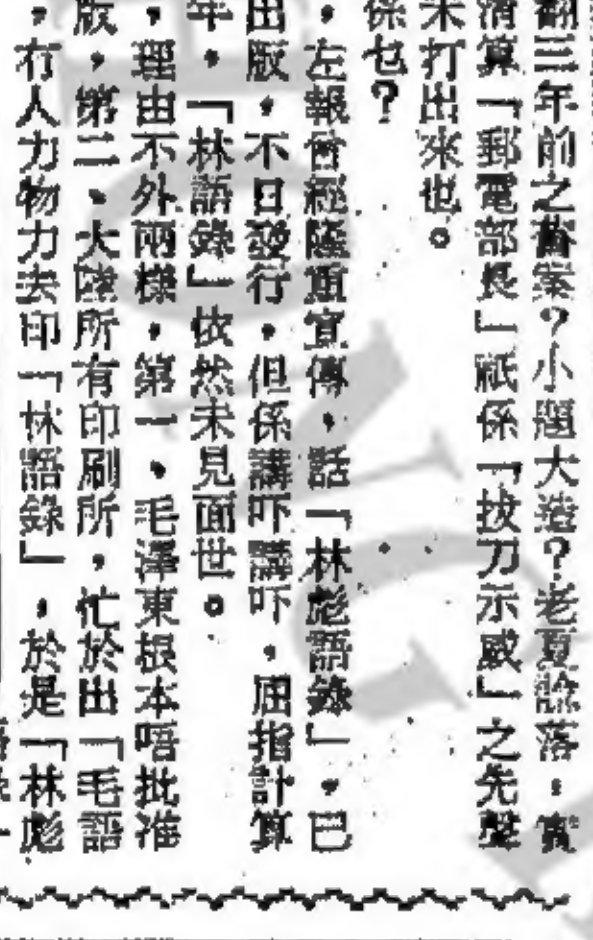 翻三年前之舊案?小題大造?老夏診落,實
清算「郵電部長」祇係「拔刀示威」之先聲
未打出來也。
係乜?
,左報曾經隆重宣傳,話「林彪語錄」,已
出版,不日發行,但係講吓講吓,屈指計算
年,「林語錄」依然未見面世。
,理由不外兩樣,第一、毛澤東根本唔批准
版,第二、大陸所有印刷所,忙於出「毛語
,冇人力物力去印「林語錄」,於是「林彪